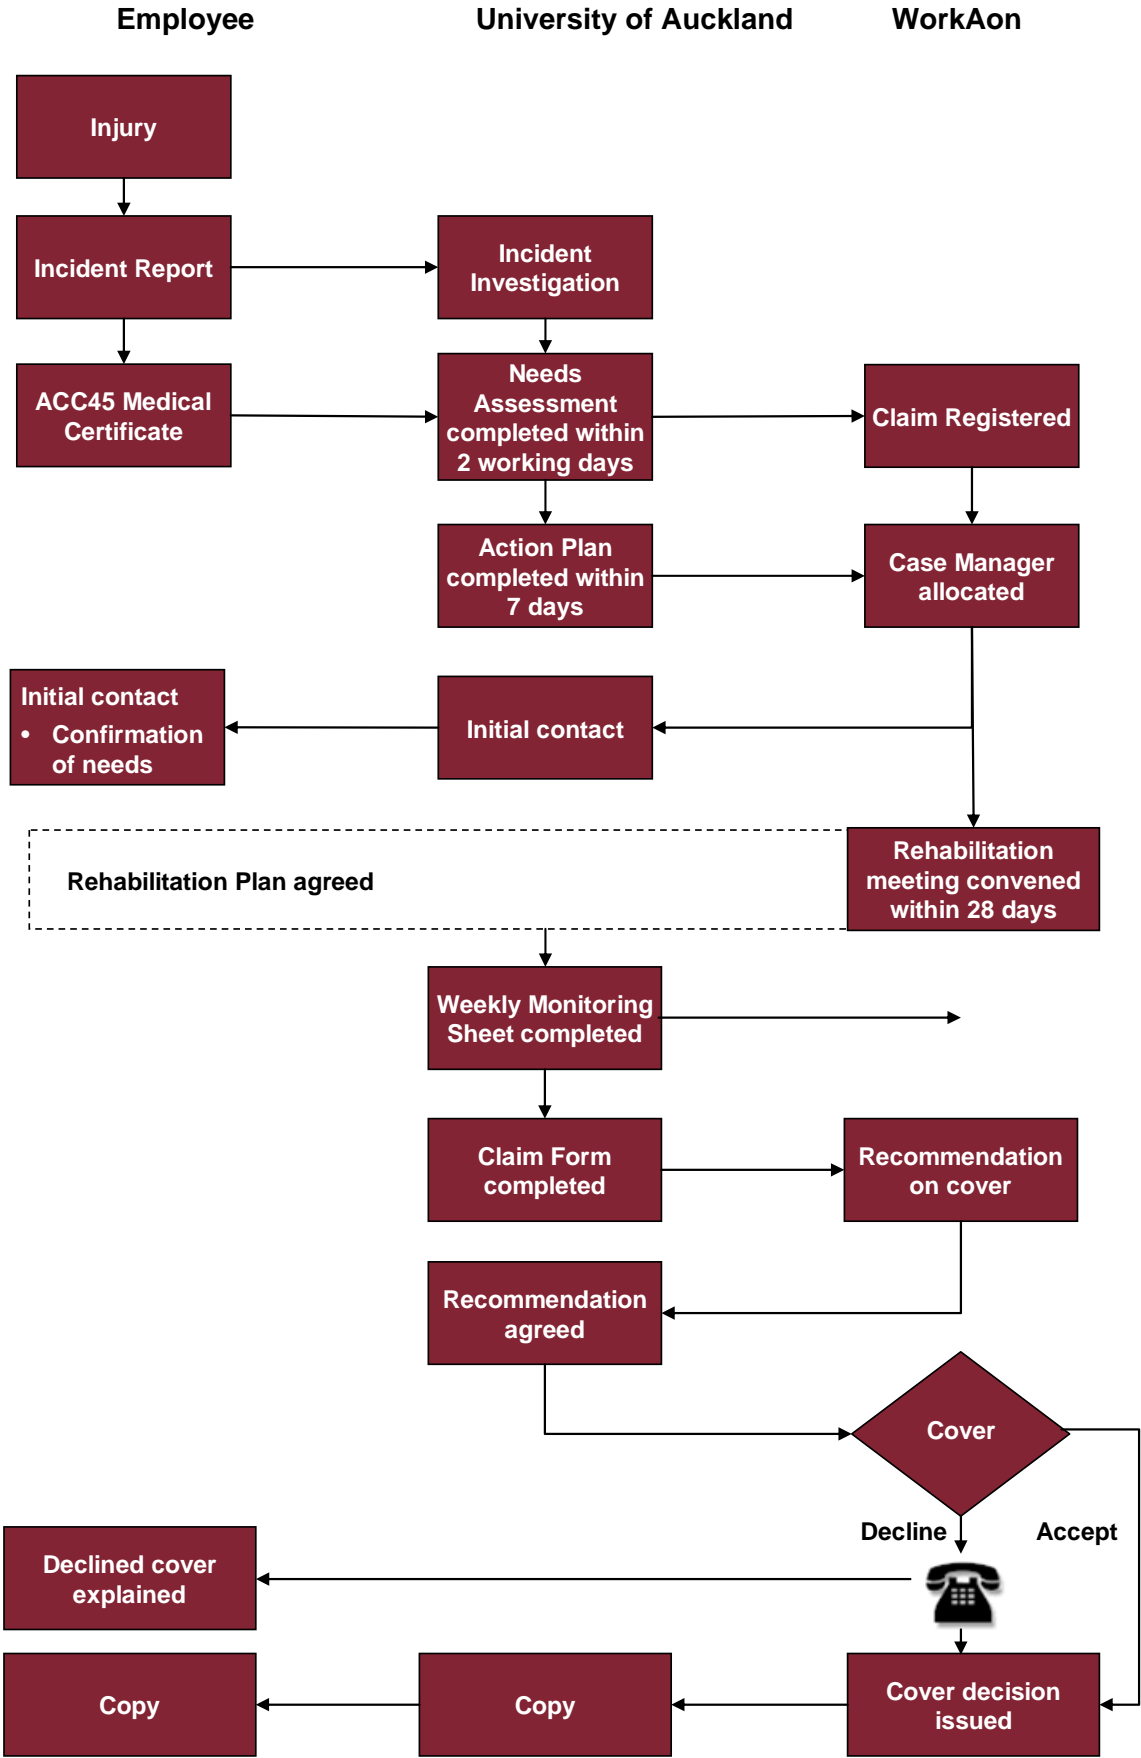 Employee
University of Auckland
WorkAon
Injury
Incident Report
Incident
Investigation
ACC45 Medical
Certificate
Needs
Assessment
completed within
2 working days
Claim Registered
Action Plan
completed within
7 days
Case Manager
allocated
Initial contact
• Confirmation
of needs
Initial contact
Rehabilitation Plan agreed
Rehabilitation
meeting convened
within 28 days
Weekly Monitoring
Sheet completed
Claim Form
completed
Recommendation
on cover
Recommendation
agreed
Cover
Decline
Accept
Declined cover
explained
Copy
Copy
Cover decision
issued